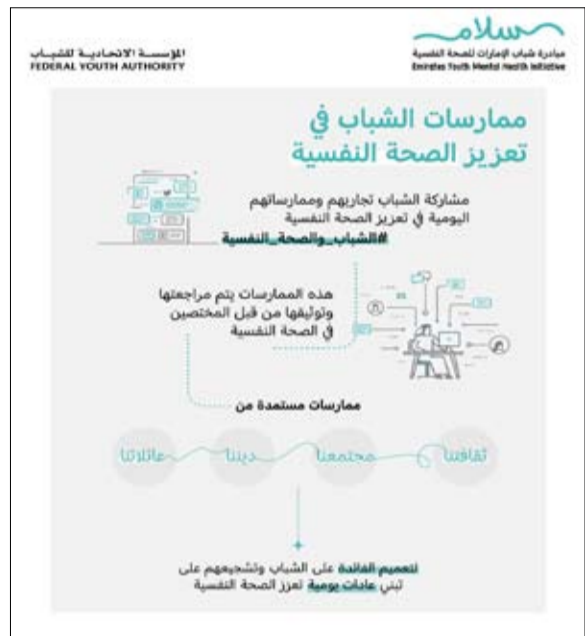 سلام
مبادرة شباب الإمارات للصحة النفسية
Emirates Youth Mental Health Initiative
المؤسسة الاتحادية للشباب
FEDERAL YOUTH AUTHORITY
ممارسات الشباب في
تعزيز الصحة النفسية
مشاركة الشباب تجاربهم وممارساتهم
اليومية في تعزيز الصحة النفسية
#الشباب_والصحة_النفسية
هذه الممارسات يتم مراجعتها
وتوثيقها من قبل المختصين
في الصحة النفسية
ممارسات مستمدة من
ثقافتنا مجتمعنا ديننا عائلاتنا
لتعميم الفائدة على الشباب وتشجيعهم على
تبني عادات يومية تعزز الصحة النفسية